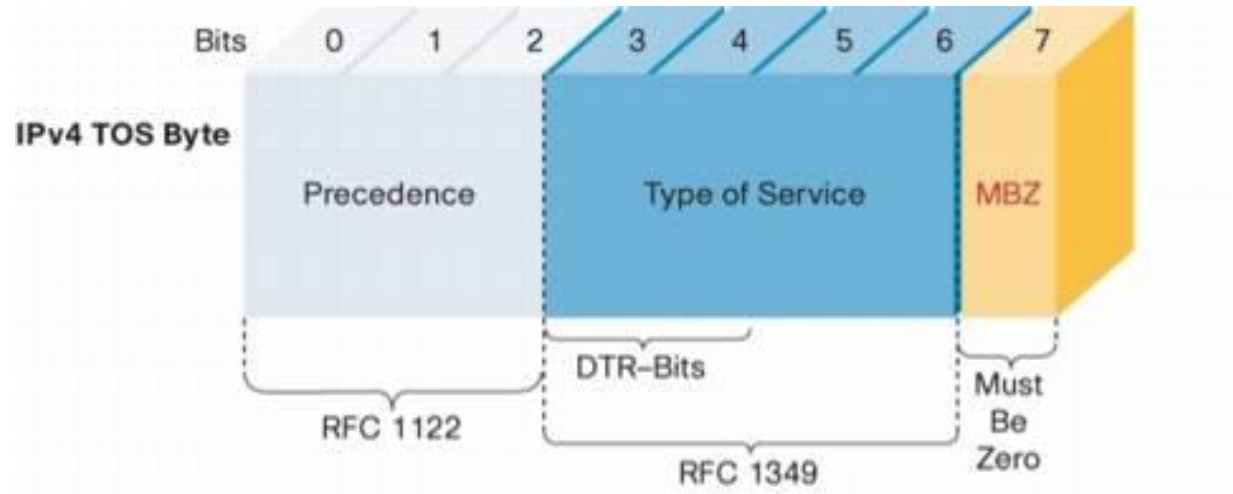 Bits 0 1 2 3 4 5 6 7
IPv4 TOS Byte
Precedence Type of Service MBZ
DTR–Bits
RFC 1122
RFC 1349
Must
Be
Zero